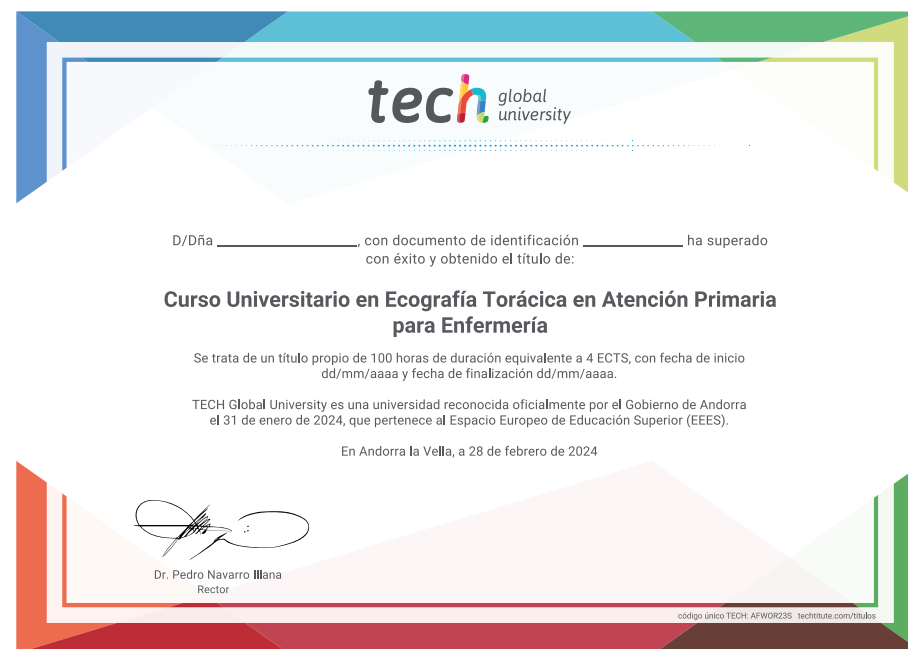 tech global university
D/Dña ____________________, con documento de identificación ______________ ha superado
con éxito y obtenido el título de:
Curso Universitario en Ecografía Torácica en Atención Primaria
para Enfermería
Se trata de un título propio de 100 horas de duración equivalente a 4 ECTS, con fecha de inicio
dd/mm/aaaa y fecha de finalización dd/mm/aaaa.
TECH Global University es una universidad reconocida oficialmente por el Gobierno de Andorra
el 31 de enero de 2024, que pertenece al Espacio Europeo de Educación Superior (EEES).
En Andorra la Vella, a 28 de febrero de 2024
Dr. Pedro Navarro Illana
Rector
código único TECH: AFWOR23S techtitute.com/titulos